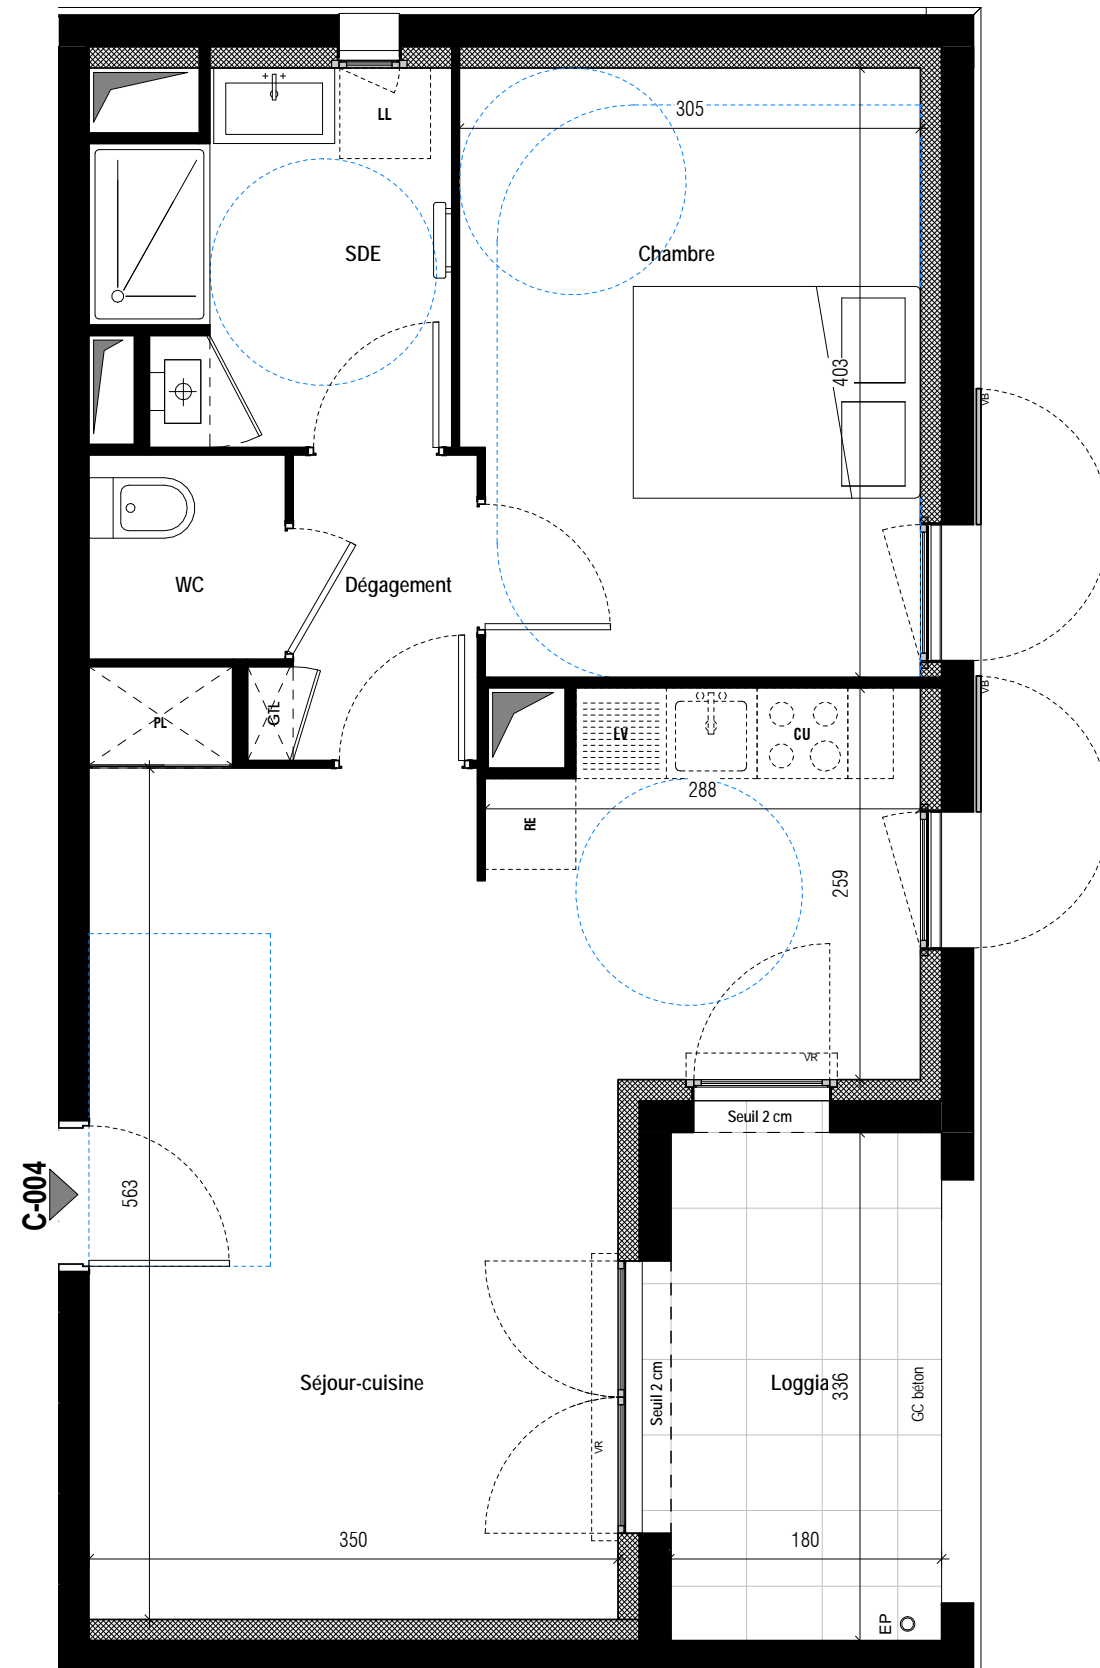 LL
305
SDE
Chambre
403
VB
WC
Dégagement
PL
GTL
LV
CU
VB
288
RE
259
VR
Seuil 2 cm
C-004
563
Séjour-cuisine
VR
Seuil 2 cm
Loggia
336
GC béton
350
180
EP